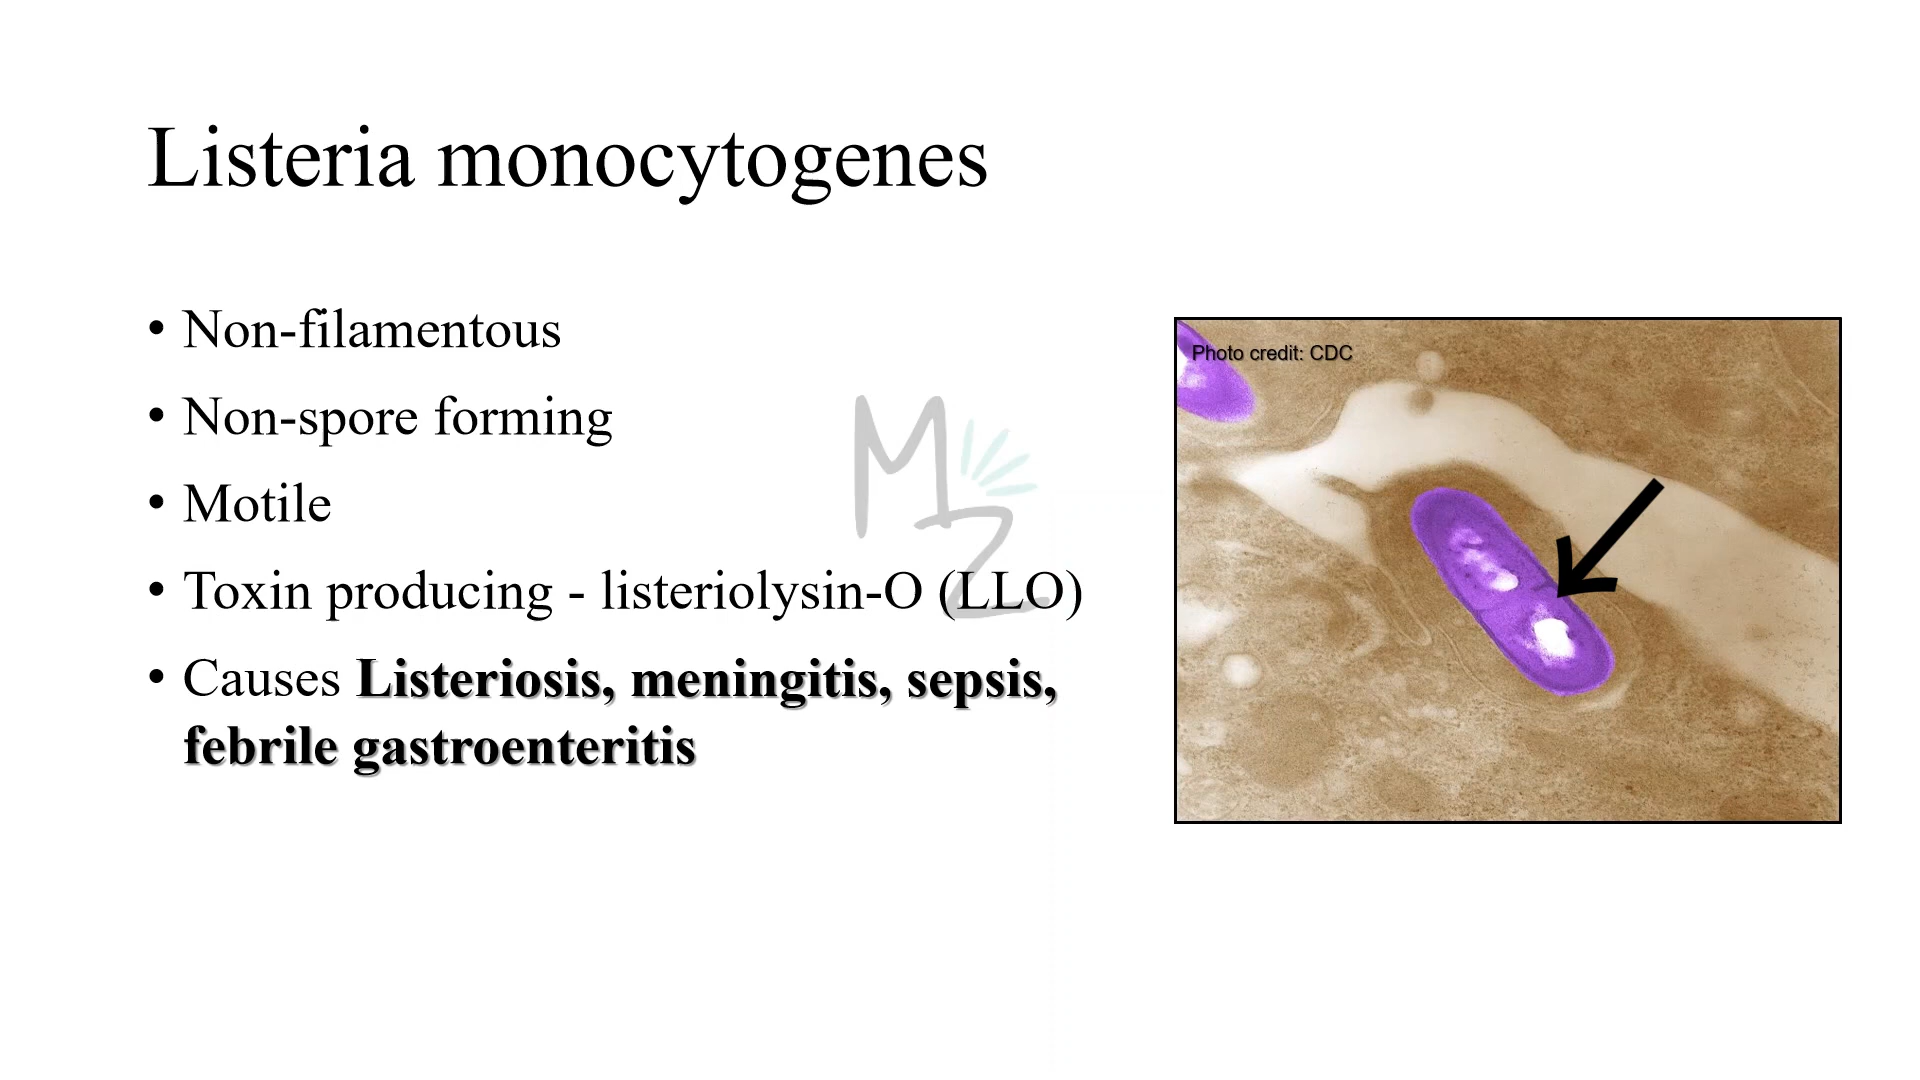 Listeria monocytogenes
• Non-filamentous
• Non-spore forming
• Motile
• Toxin producing - listeriolysin-O (LLO)
• Causes Listeriosis, meningitis, sepsis,
febrile gastroenteritis
MZ
Photo credit: CDC